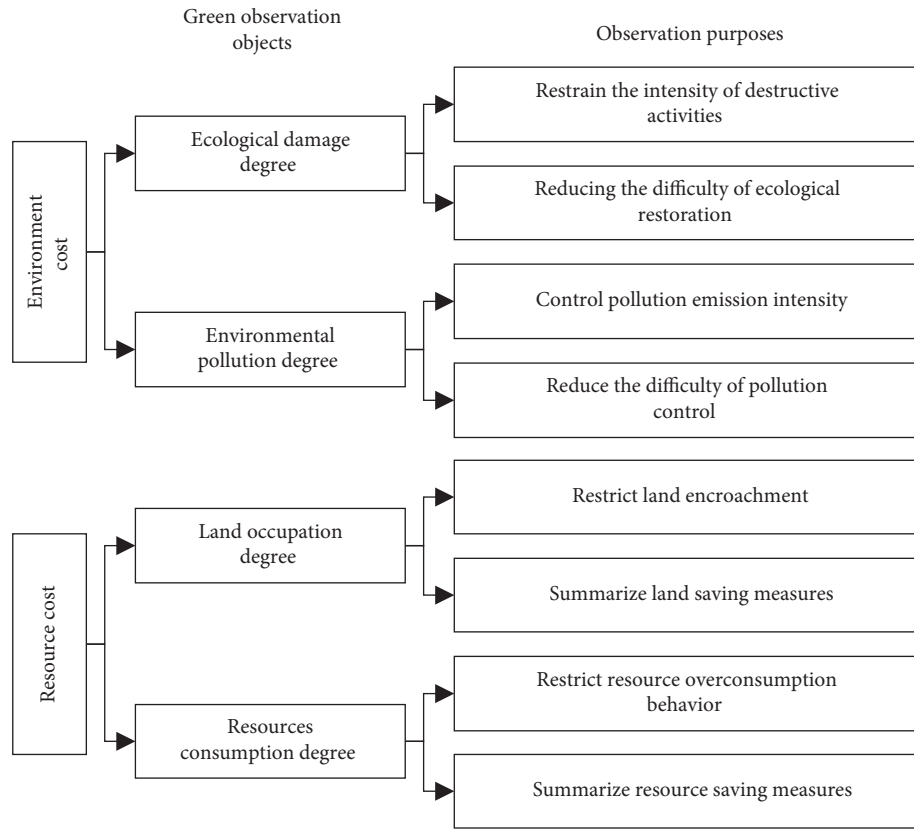 Green observation
objects
Observation purposes
Environment
cost
Ecological damage
degree
Restrain the intensity of destructive
activities
Reducing the difficulty of ecological
restoration
Environmental
pollution degree
Control pollution emission intensity
Reduce the difficulty of pollution
control
Resource cost
Land occupation
degree
Restrict land encroachment
Summarize land saving measures
Resources
consumption degree
Restrict resource overconsumption
behavior
Summarize resource saving measures